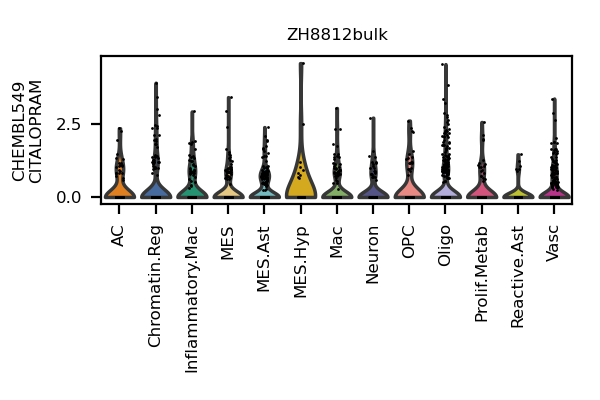 ZH8812bulk
CHEMBL549
CITALOPRAM
2.5
0.0
AC
Chromatin.Reg
Inflammatory.Mac
MES
MES.Ast
MES.Hyp
Mac
Neuron
OPC
Oligo
Prolif.Metab
Reactive.Ast
Vasc